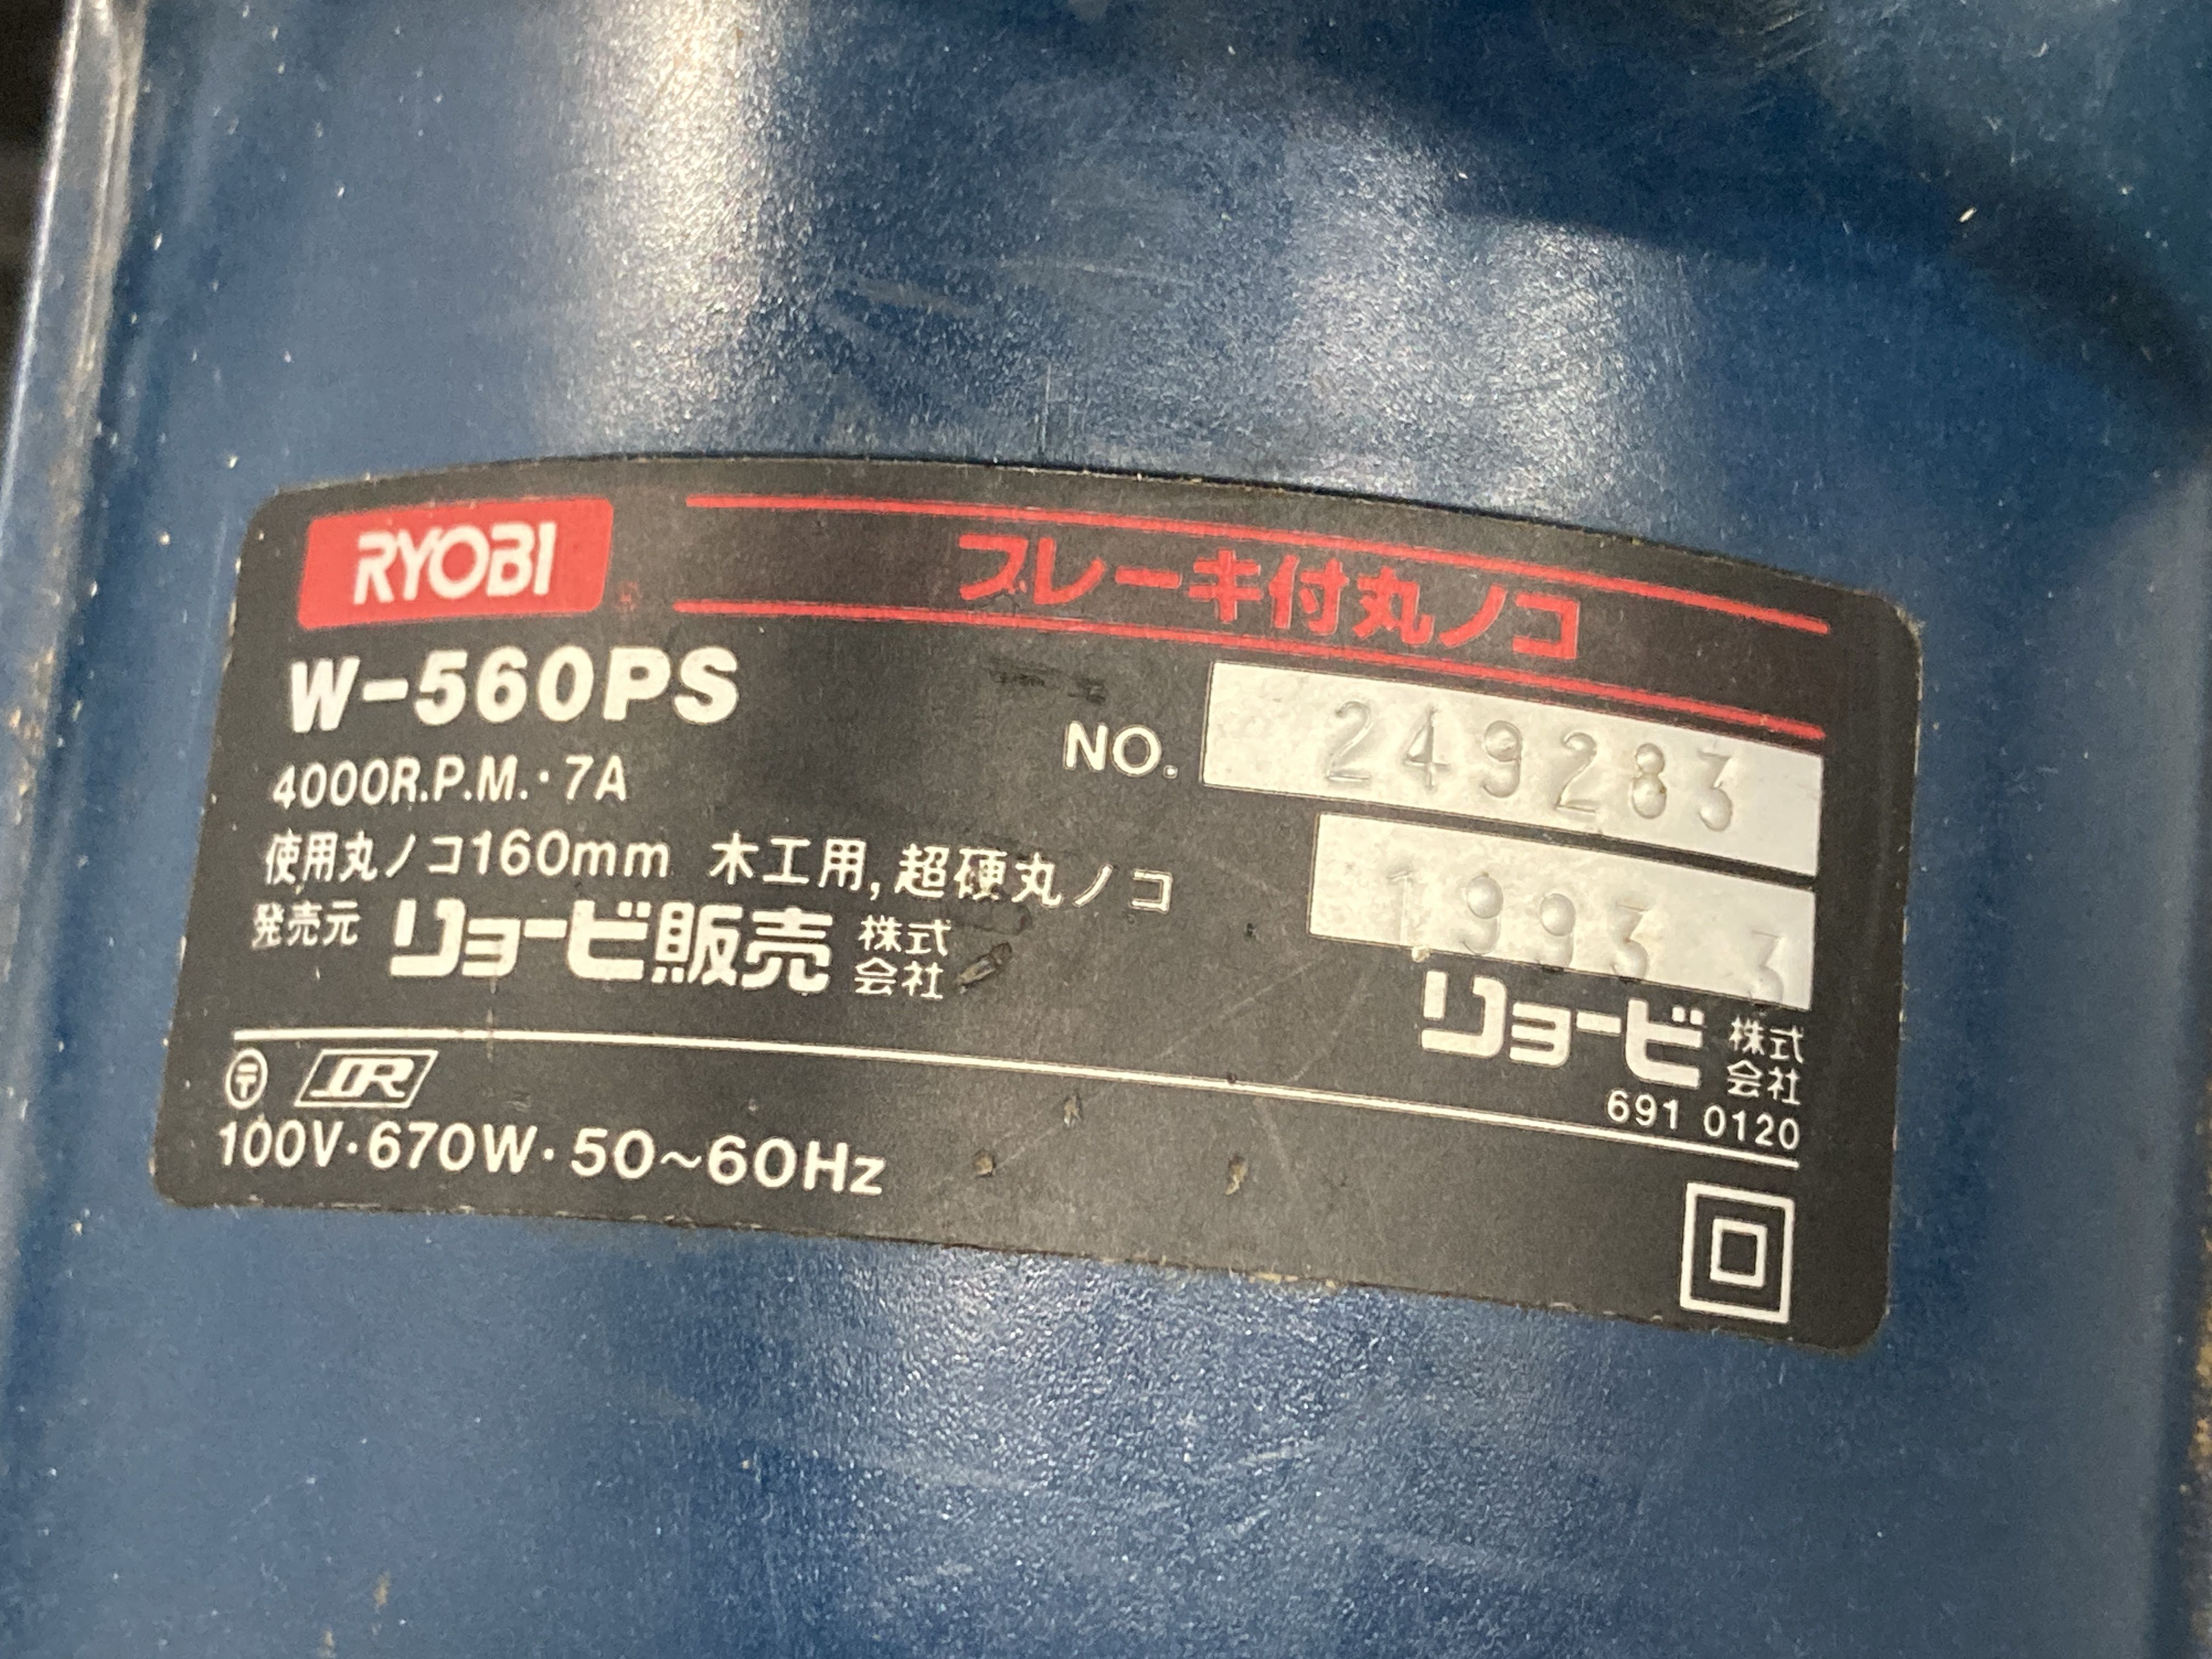 RYOBI
ブレーキ付丸ノコ
W-560PS
NO. 249283
4000R.P.M.・7A
1993 3
使用丸ノコ160mm 木工用,超硬丸ノコ
発売元 リョービ販売 株式会社
リョービ 株式会社
691 0120
〒 JR
100V・670W・50~60Hz